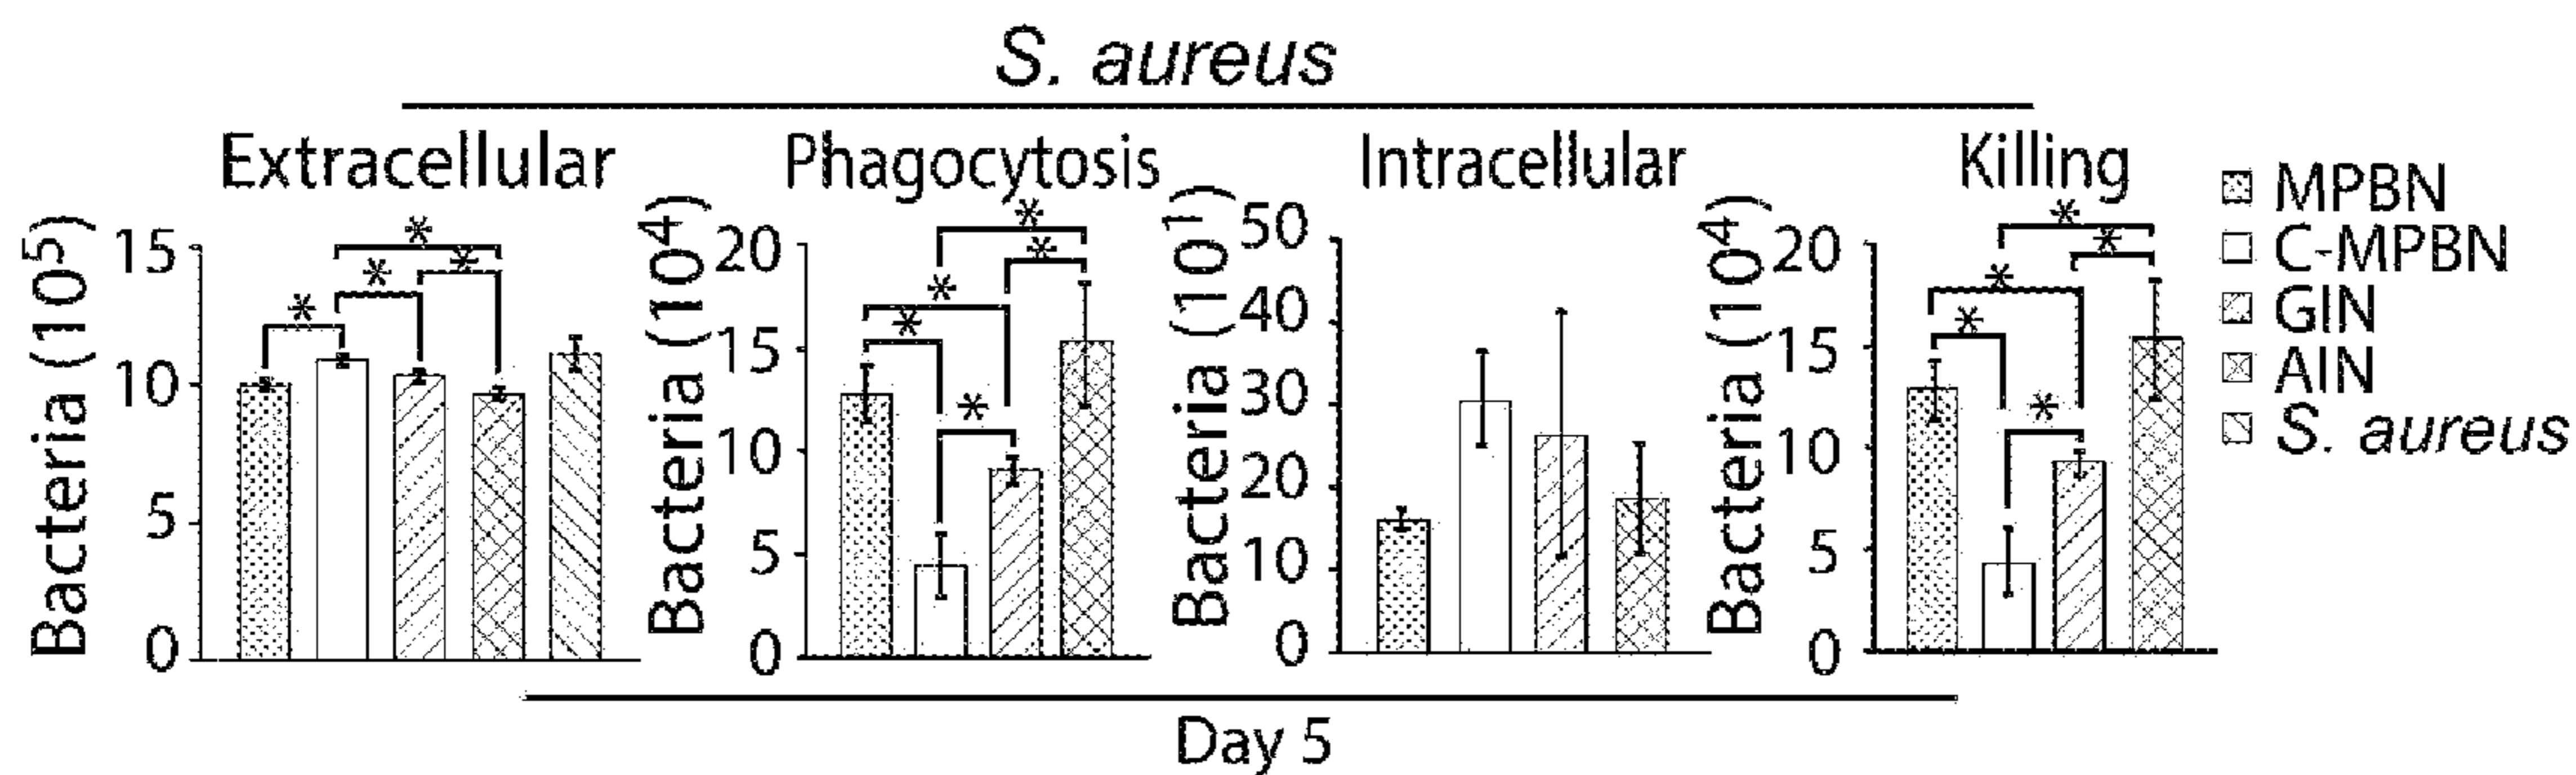 S. aureus
Extracellular
Bacteria (10⁵)
15
10
5
0
* * * *
Phagocytosis
Bacteria (10⁴)
20
15
10
5
0
* * * * *
Intracellular
Bacteria (10¹)
50
40
30
20
10
0
Killing
Bacteria (10⁴)
20
15
10
5
0
* * * * *
MPBN
C-MPBN
GIN
AIN
S. aureus
Day 5